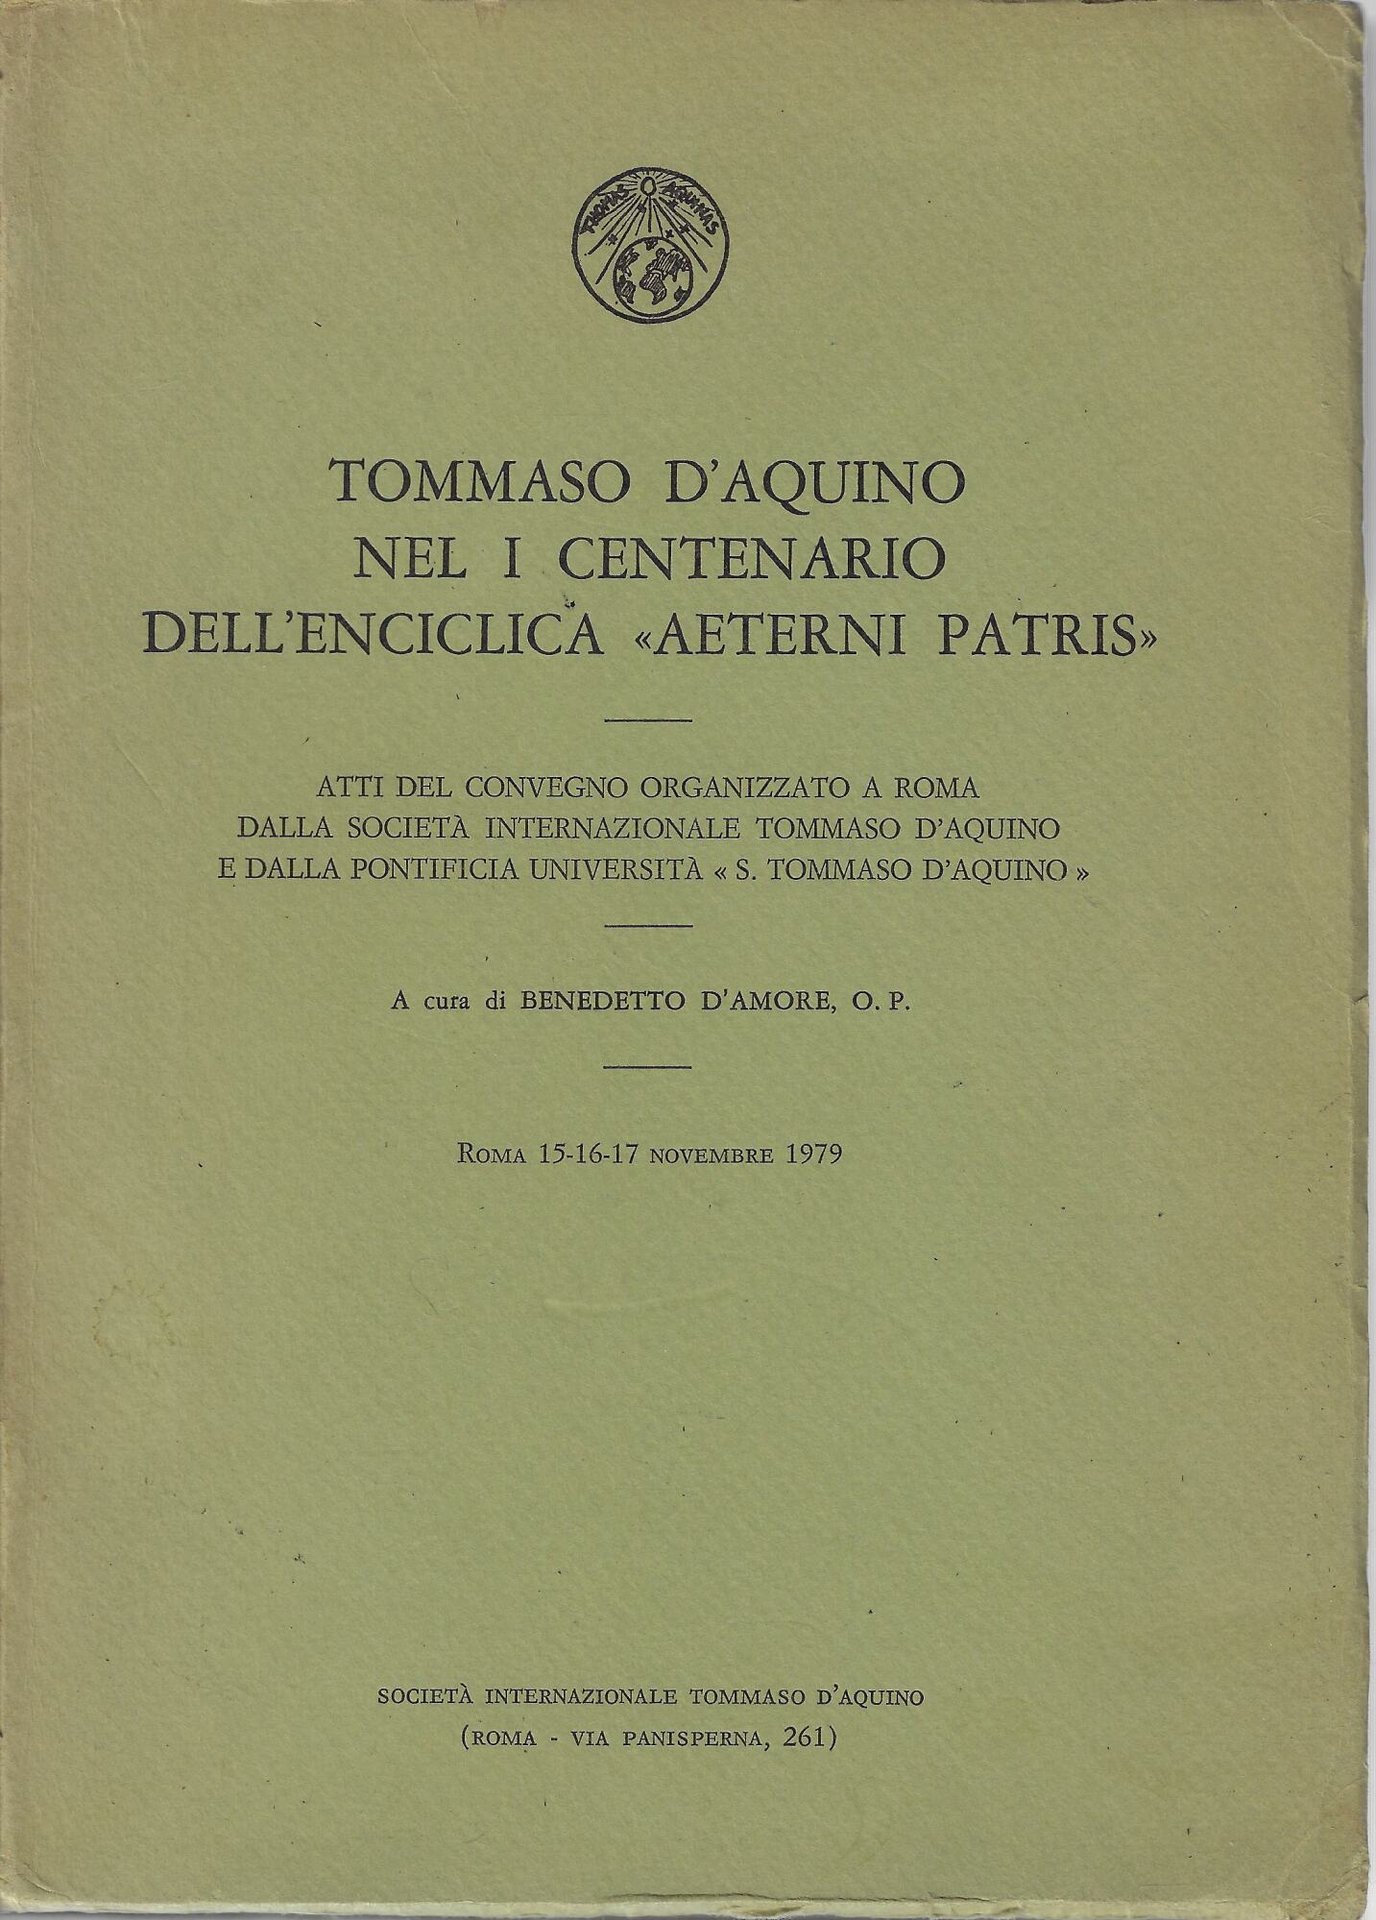 THOMAS AQUINAS
TOMMASO D'AQUINO
NEL I CENTENARIO
DELL'ENCICLICA «AETERNI PATRIS»
ATTI DEL CONVEGNO ORGANIZZATO A ROMA
DALLA SOCIETÀ INTERNAZIONALE TOMMASO D'AQUINO
E DALLA PONTIFICIA UNIVERSITÀ « S. TOMMASO D'AQUINO »
A cura di BENEDETTO D'AMORE, O. P.
ROMA 15-16-17 NOVEMBRE 1979
SOCIETÀ INTERNAZIONALE TOMMASO D'AQUINO
(ROMA - VIA PANISPERNA, 261)